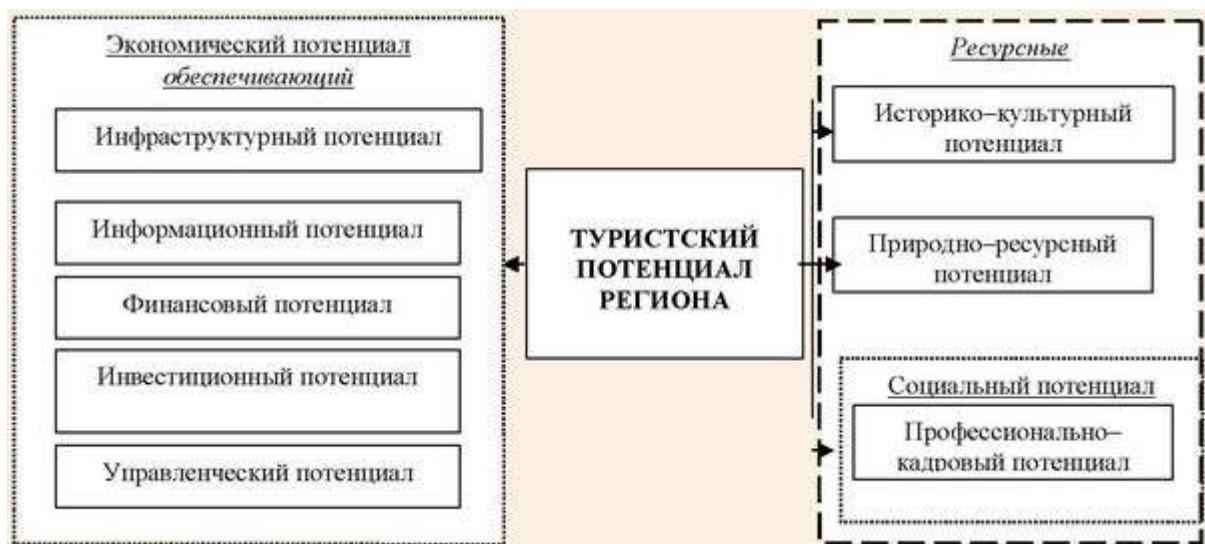 Экономический потенциал
обеспечивающий
Инфраструктурный потенциал
Информационный потенциал
Финансовый потенциал
Инвестиционный потенциал
Управленческий потенциал
ТУРИСТСКИЙ
ПОТЕНЦИАЛ
РЕГИОНА
Ресурсные
Историко–культурный
потенциал
Природно–ресурсный
потенциал
Социальный потенциал
Профессионально–
кадровый потенциал